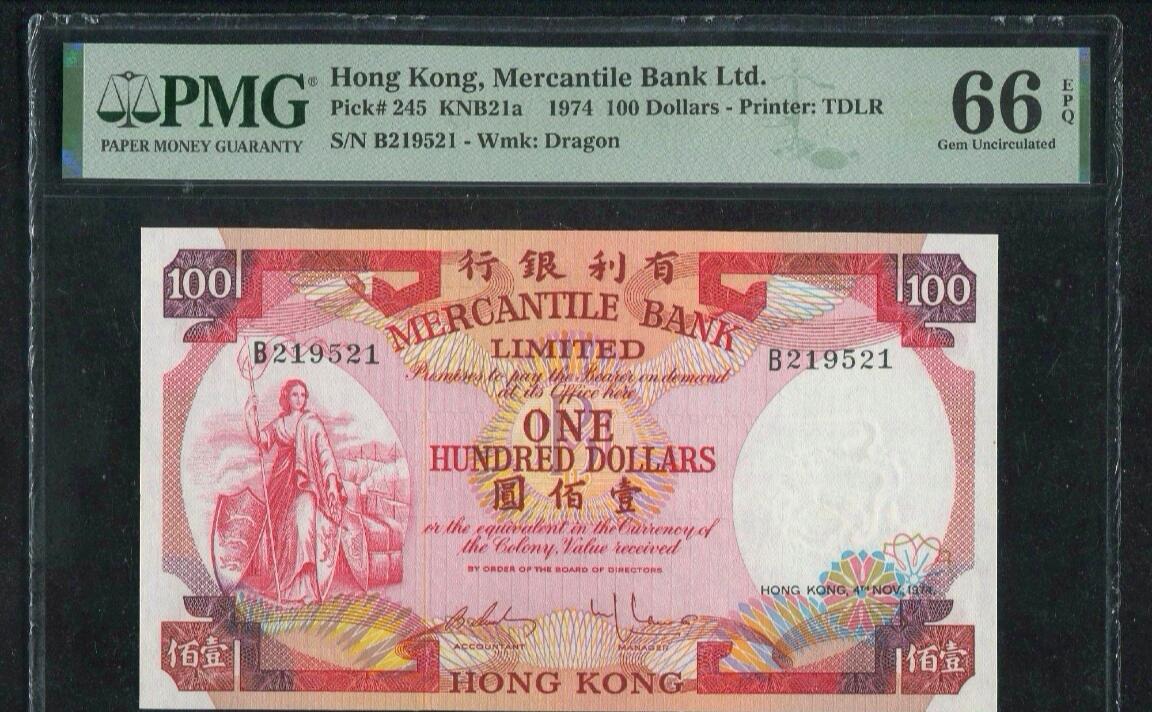 PMG®
PAPER MONEY GUARANTY
Hong Kong, Mercantile Bank Ltd.
Pick# 245 KNB21a 1974 100 Dollars - Printer: TDLR
S/N B219521 - Wmk: Dragon
66 EPQ
Gem Uncirculated
行銀利有
100 100
MERCANTILE BANK
LIMITED
B219521 B219521
Promises to pay the Bearer on demand
at its Office here
ONE
HUNDRED DOLLARS
圓佰壹
or the equivalent in the Currency of
the Colony, Value received
BY ORDER OF THE BOARD OF DIRECTORS
HONG KONG, 4TH NOV. 1974.
ACCOUNTANT MANAGER
佰壹 佰壹
HONG KONG